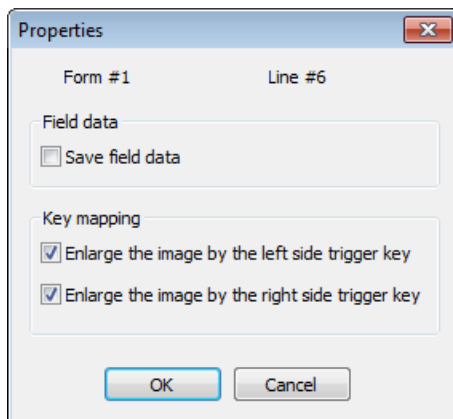 Properties
Form #1 Line #6
Field data
Save field data
Key mapping
Enlarge the image by the left side trigger key
Enlarge the image by the right side trigger key
OK Cancel